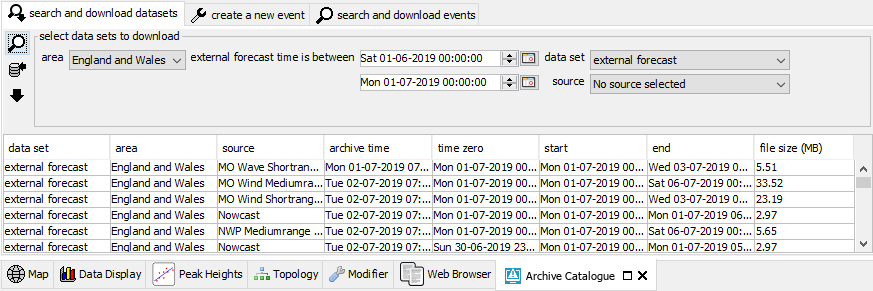 search and download datasets create a new event search and download events
select data sets to download
area England and Wales external forecast time is between Sat 01-06-2019 00:00:00 data set external forecast
Mon 01-07-2019 00:00:00 source No source selected
data set area source archive time time zero start end file size (MB)
external forecast England and Wales MO Wave Shortran... Mon 01-07-2019 07... Mon 01-07-2019 00... Mon 01-07-2019 00... Wed 03-07-2019 0... 5.51
external forecast England and Wales MO Wind Mediumra... Tue 02-07-2019 07:... Mon 01-07-2019 00... Mon 01-07-2019 00... Sat 06-07-2019 00:... 33.52
external forecast England and Wales MO Wind Shortrang... Tue 02-07-2019 07:... Mon 01-07-2019 00... Mon 01-07-2019 00... Wed 03-07-2019 0... 23.19
external forecast England and Wales Nowcast Tue 02-07-2019 07:... Mon 01-07-2019 00... Mon 01-07-2019 00... Mon 01-07-2019 06... 2.97
external forecast England and Wales NWP Mediumrange ... Tue 02-07-2019 07:... Mon 01-07-2019 00... Mon 01-07-2019 00... Sat 06-07-2019 00:... 5.65
external forecast England and Wales Nowcast Tue 02-07-2019 07:... Sun 30-06-2019 23... Mon 01-07-2019 00... Mon 01-07-2019 05... 2.97
Map Data Display Peak Heights Topology Modifier Web Browser Archive Catalogue